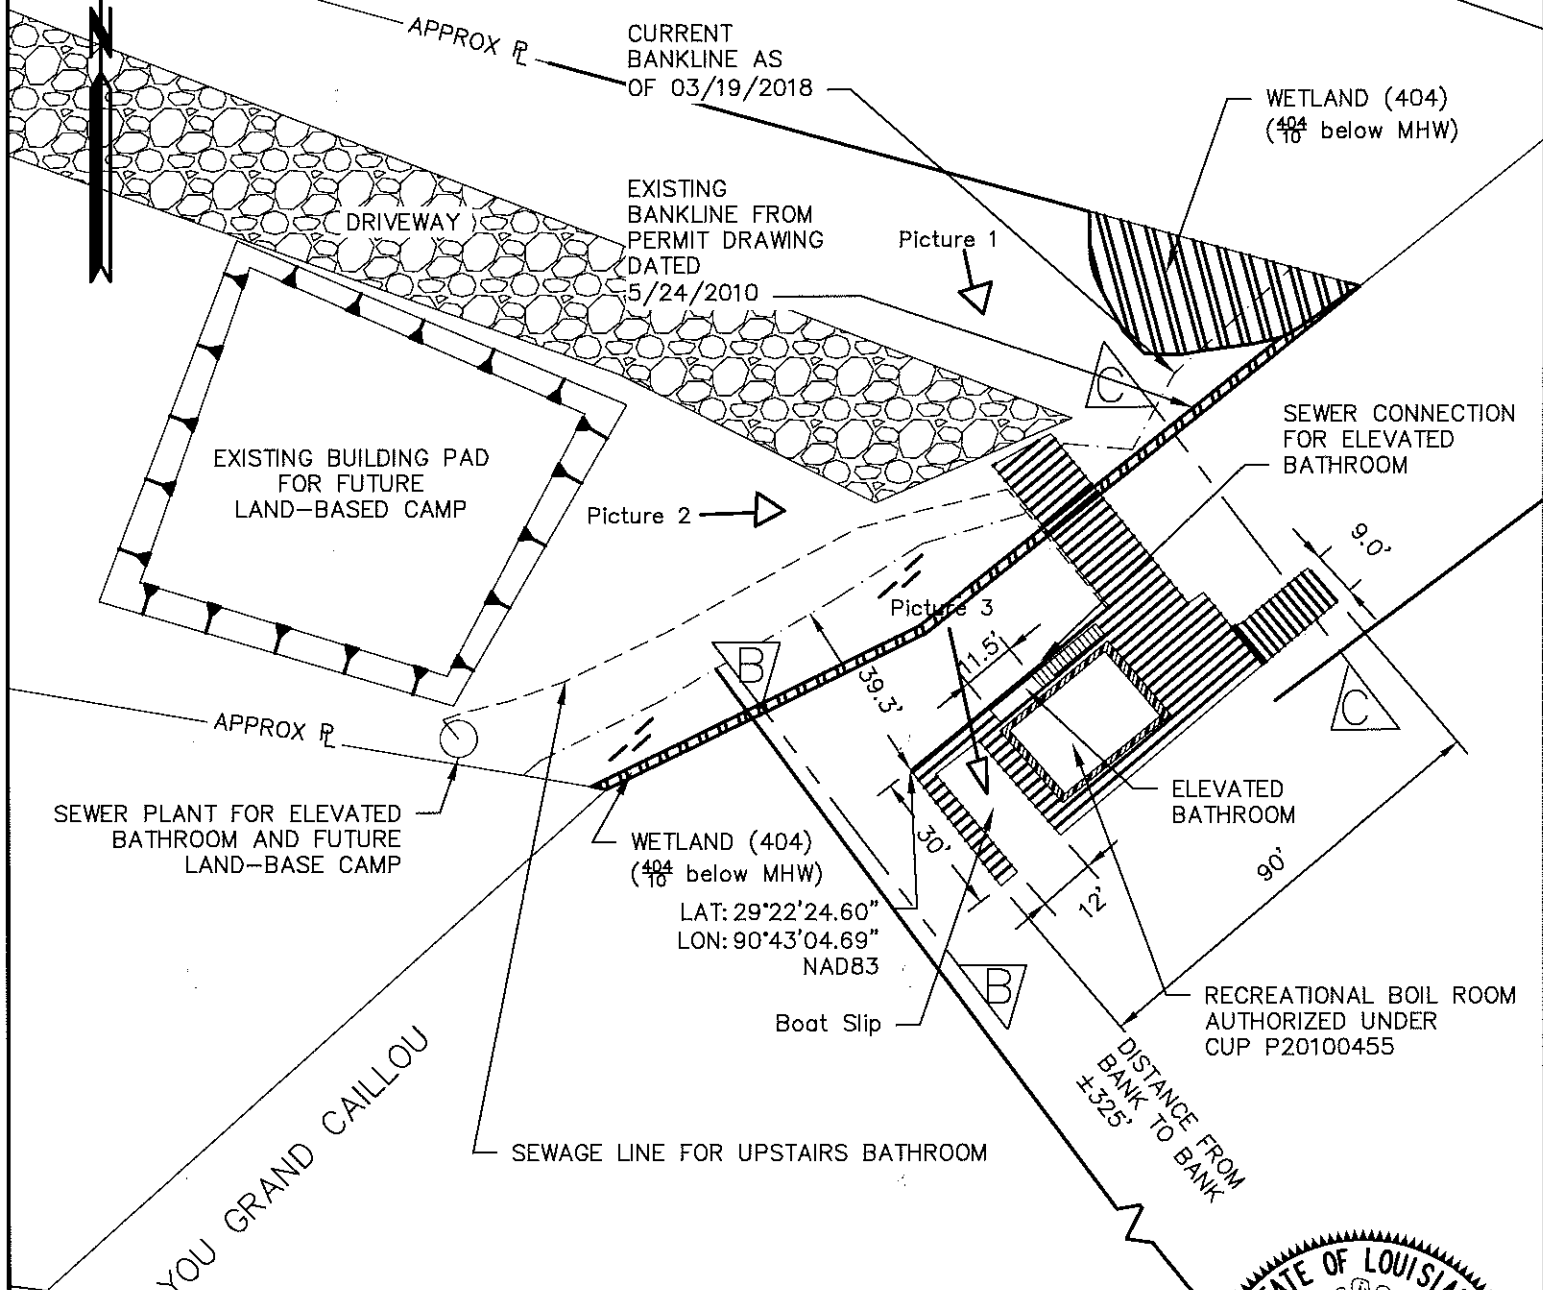 N
APPROX PL
CURRENT
BANKLINE AS
OF 03/19/2018
WETLAND (404)
(404/10 below MHW)
DRIVEWAY
EXISTING
BANKLINE FROM
PERMIT DRAWING
DATED
5/24/2010
Picture 1
C
SEWER CONNECTION
FOR ELEVATED
BATHROOM
EXISTING BUILDING PAD
FOR FUTURE
LAND-BASED CAMP
Picture 2
9.0'
Picture 3
11.5'
39.3'
B
C
APPROX PL
SEWER PLANT FOR ELEVATED
BATHROOM AND FUTURE
LAND-BASE CAMP
WETLAND (404)
(404/10 below MHW)
LAT: 29°22'24.60"
LON: 90°43'04.69"
NAD83
30'
12'
90'
ELEVATED
BATHROOM
B
Boat Slip
RECREATIONAL BOIL ROOM
AUTHORIZED UNDER
CUP P20100455
DISTANCE FROM
BANK TO BANK
±325'
SEWAGE LINE FOR UPSTAIRS BATHROOM
YOU GRAND CAILLOU
OF